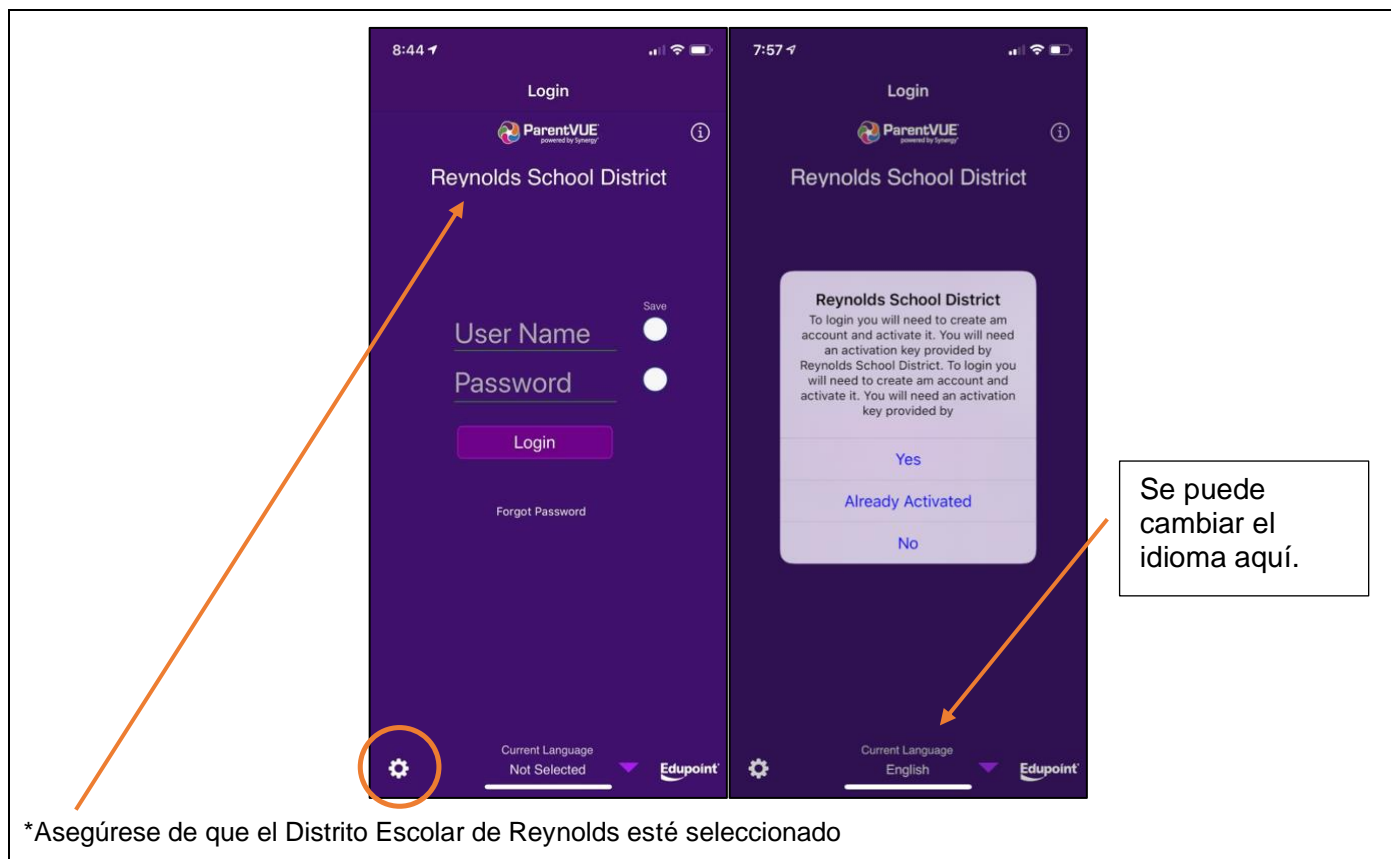 8:44
Login
ParentVUE
powered by Synergy
Reynolds School District
Save
User Name
Password
Login
Forgot Password
Current Language
Not Selected
Edupoint
7:57
Login
ParentVUE
powered by Synergy
Reynolds School District
Reynolds School District
To login you will need to create am
account and activate it. You will need
an activation key provided by
Reynolds School District. To login you
will need to create am account and
activate it. You will need an activation
key provided by
Yes
Already Activated
No
Current Language
English
Edupoint
Se puede
cambiar el
idioma aquí.
*Asegúrese de que el Distrito Escolar de Reynolds esté seleccionado